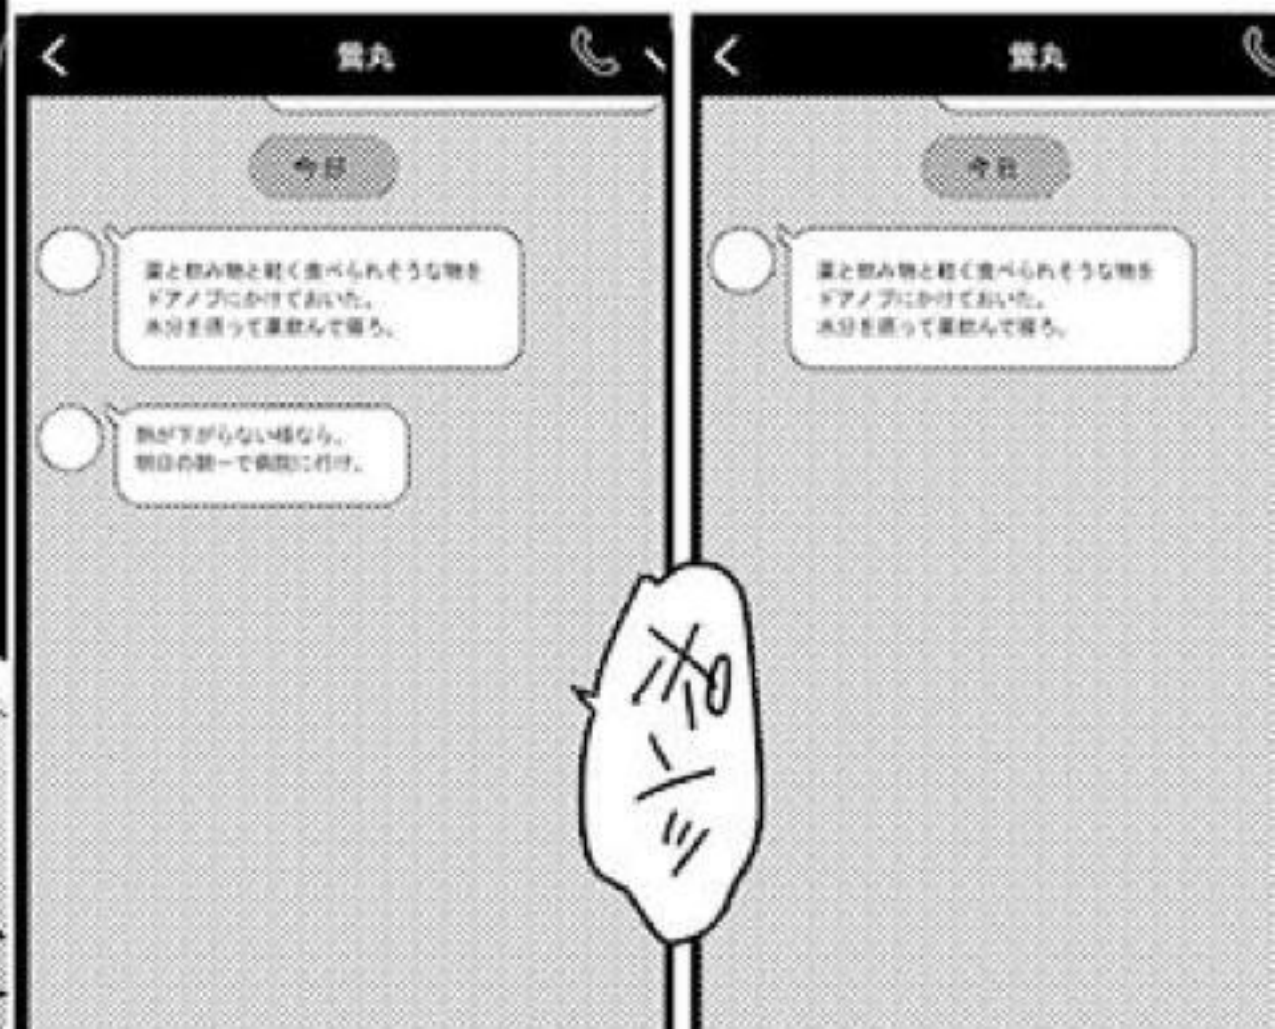 鶯丸
今日
薬と飲み物と軽く食べられそうな物を
ドアノブにかけておいた。
水分を摂って薬飲んで寝ろ。
ポンッ
鶯丸
今日
薬と飲み物と軽く食べられそうな物を
ドアノブにかけておいた。
水分を摂って薬飲んで寝ろ。
熱が下がらない様なら、
明日の朝一で病院に行け。